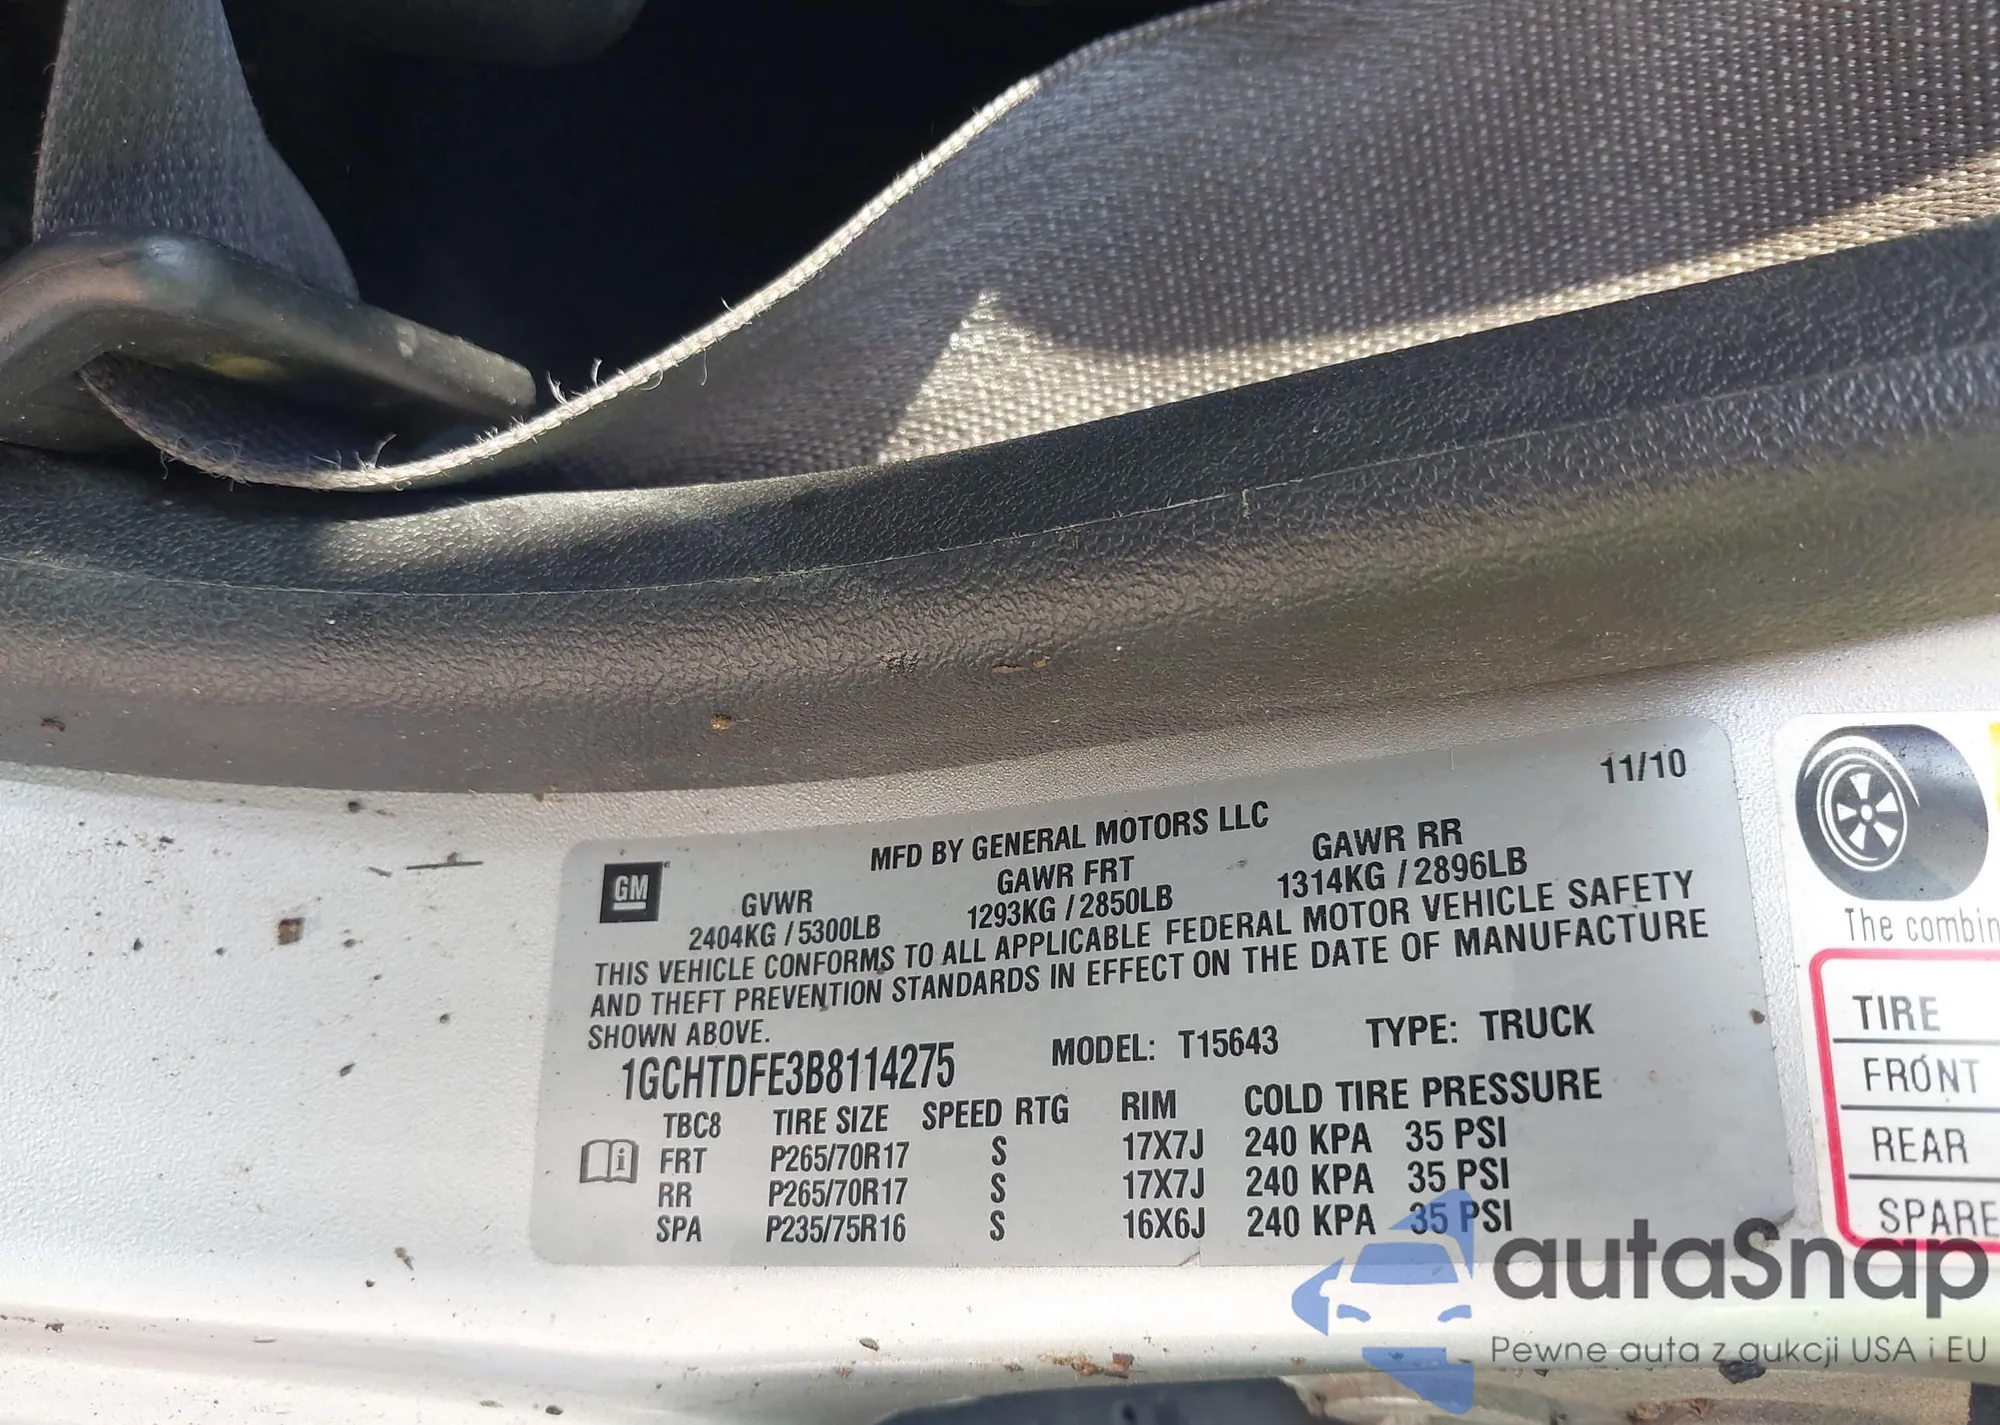 11/10
MFD BY GENERAL MOTORS LLC
GM
GVWR GAWR FRT GAWR RR
2404KG / 5300LB 1293KG / 2850LB 1314KG / 2896LB
THIS VEHICLE CONFORMS TO ALL APPLICABLE FEDERAL MOTOR VEHICLE SAFETY
AND THEFT PREVENTION STANDARDS IN EFFECT ON THE DATE OF MANUFACTURE
SHOWN ABOVE.
1GCHTDFE3B8114275 MODEL: T15643 TYPE: TRUCK
TBC8 TIRE SIZE SPEED RTG RIM COLD TIRE PRESSURE
FRT P265/70R17 S 17X7J 240 KPA 35 PSI
RR P265/70R17 S 17X7J 240 KPA 35 PSI
SPA P235/75R16 S 16X6J 240 KPA 35 PSI
The combin
TIRE
FRONT
REAR
SPARE
autaSnap
Pewne auta z aukcji USA i EU